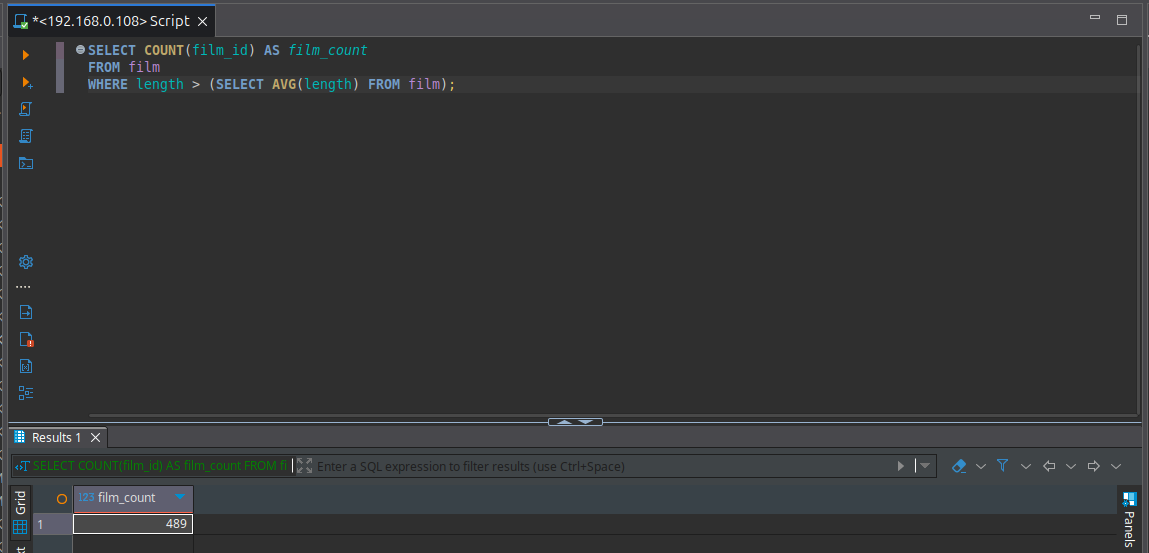 *<192.168.0.108> Script
SELECT COUNT(film_id) AS film_count
FROM film
WHERE length > (SELECT AVG(length) FROM film);
Results 1
SELECT COUNT(film_id) AS film_count FROM fi
Enter a SQL expression to filter results (use Ctrl+Space)
Grid
123 film_count
1
489
Panels